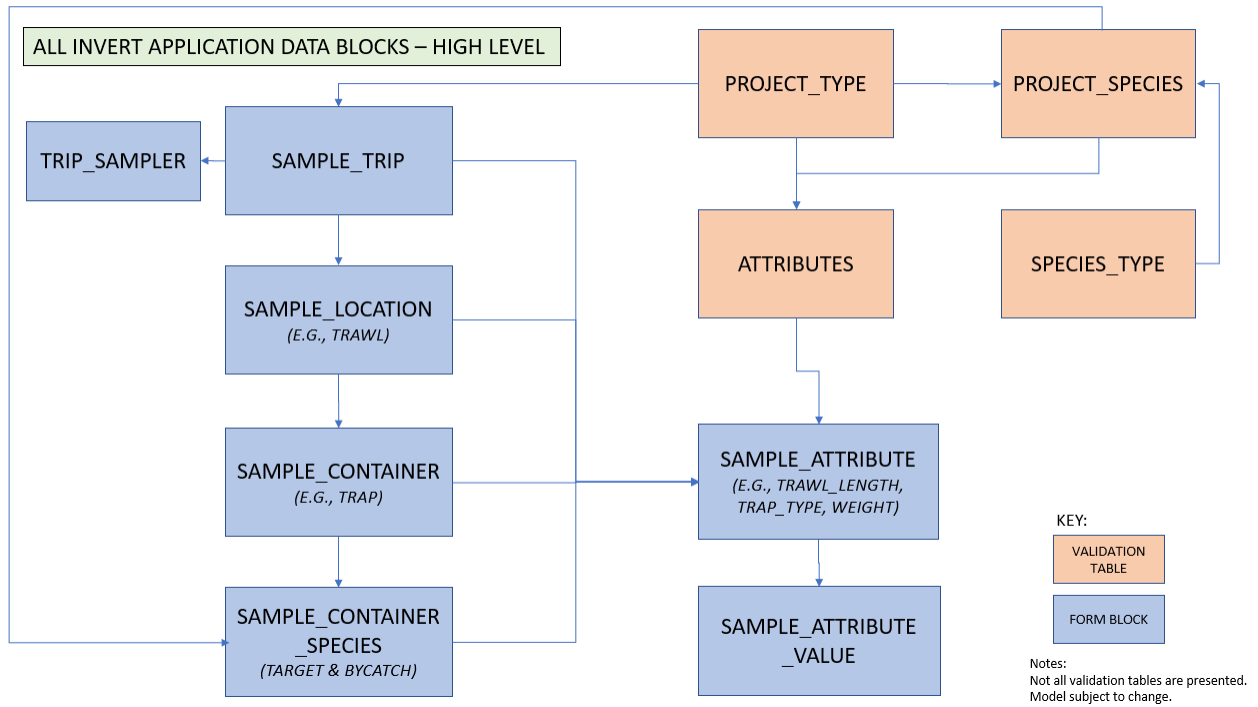 ALL INVERT APPLICATION DATA BLOCKS – HIGH LEVEL
PROJECT_TYPE
PROJECT_SPECIES
TRIP_SAMPLER
SAMPLE_TRIP
ATTRIBUTES
SPECIES_TYPE
SAMPLE_LOCATION
(E.G., TRAWL)
SAMPLE_CONTAINER
(E.G., TRAP)
SAMPLE_ATTRIBUTE
(E.G., TRAWL_LENGTH,
TRAP_TYPE, WEIGHT)
SAMPLE_CONTAINER
_SPECIES
(TARGET & BYCATCH)
SAMPLE_ATTRIBUTE
_VALUE
KEY:
VALIDATION
TABLE
FORM BLOCK
Notes:
Not all validation tables are presented.
Model subject to change.